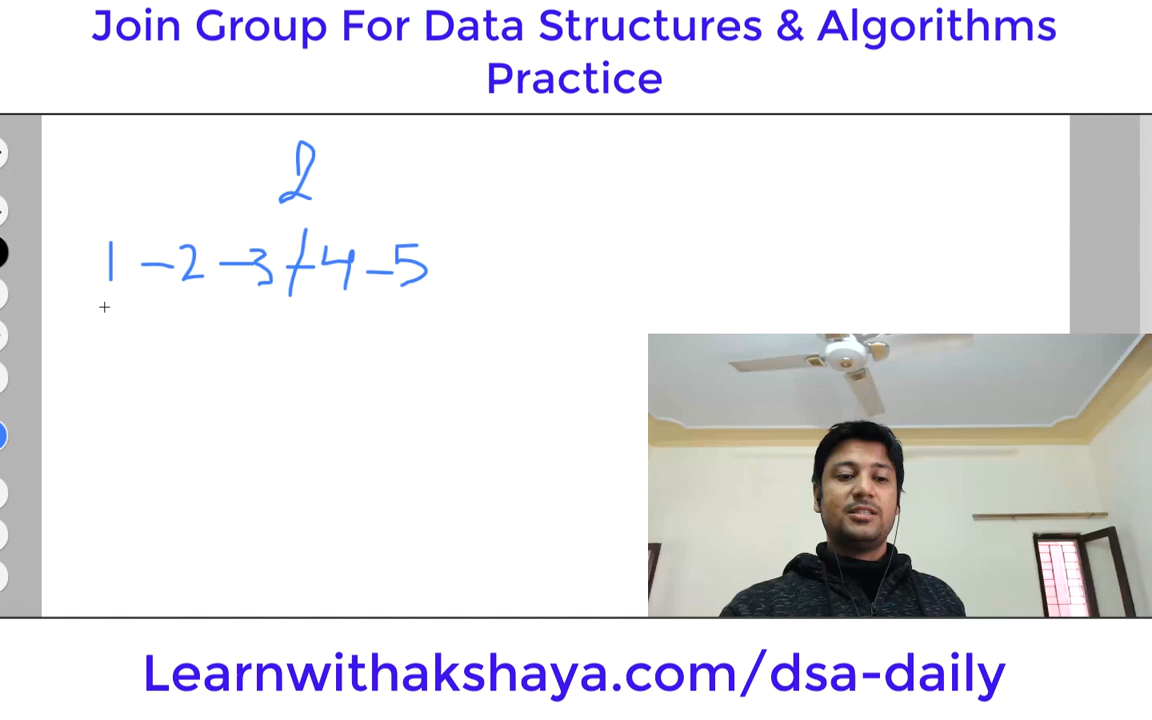 Join Group For Data Structures & Algorithms
Practice
2
1 - 2 - 3 / 4 - 5
Learnwithakshaya.com/dsa-daily